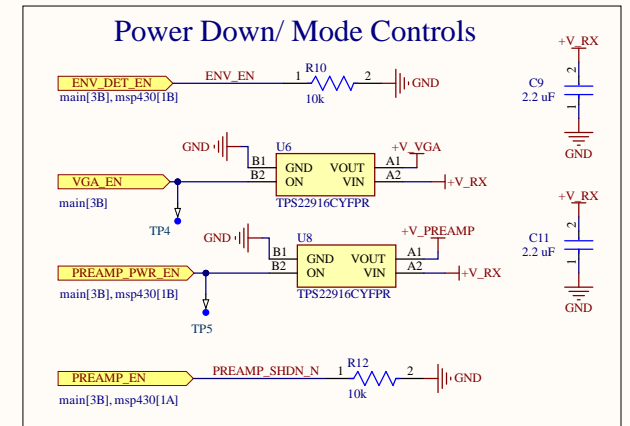 Power Down/ Mode Controls
+V_RX
2
C9
2.2 uF
1
GND
ENV_DET_EN
ENV_EN
1
R10
2
10k
GND
main[3B], msp430[1B]
GND
U6
+V_VGA
B1
GND
VOUT
A1
B2
ON
VIN
A2
+V_RX
TPS22916CYFPR
VGA_EN
main[3B]
TP4
+V_RX
2
C11
2.2 uF
1
GND
GND
U8
+V_PREAMP
B1
GND
VOUT
A1
B2
ON
VIN
A2
+V_RX
TPS22916CYFPR
PREAMP_PWR_EN
main[3B], msp430[1B]
TP5
PREAMP_EN
PREAMP_SHDN_N
1
R12
2
10k
GND
main[3B], msp430[1A]